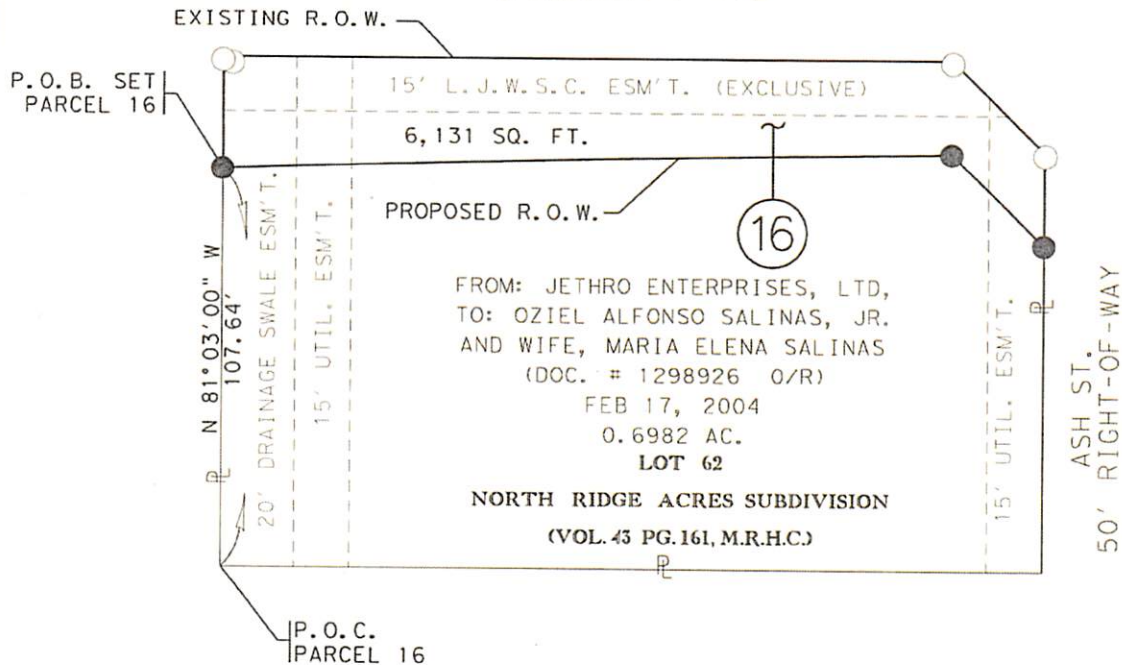 EXISTING R.O.W.
P.O.B. SET
PARCEL 16
15' L.J.W.S.C. ESM'T. (EXCLUSIVE)
6,131 SQ. FT.
PROPOSED R.O.W.
16
N 81°03'00" W
107.64'
20' DRAINAGE SWALE ESM'T.
15' UTIL. ESM'T.
FROM: JETHRO ENTERPRISES, LTD,
TO: OZIEL ALFONSO SALINAS, JR.
AND WIFE, MARIA ELENA SALINAS
(DOC. # 1298926 O/R)
FEB 17, 2004
0.6982 AC.
LOT 62
NORTH RIDGE ACRES SUBDIVISION
(VOL. 43 PG. 161, M.R.H.C.)
15' UTIL. ESM'T.
ASH ST.
50' RIGHT-OF-WAY
PL
PL
PL
P.O.C.
PARCEL 16